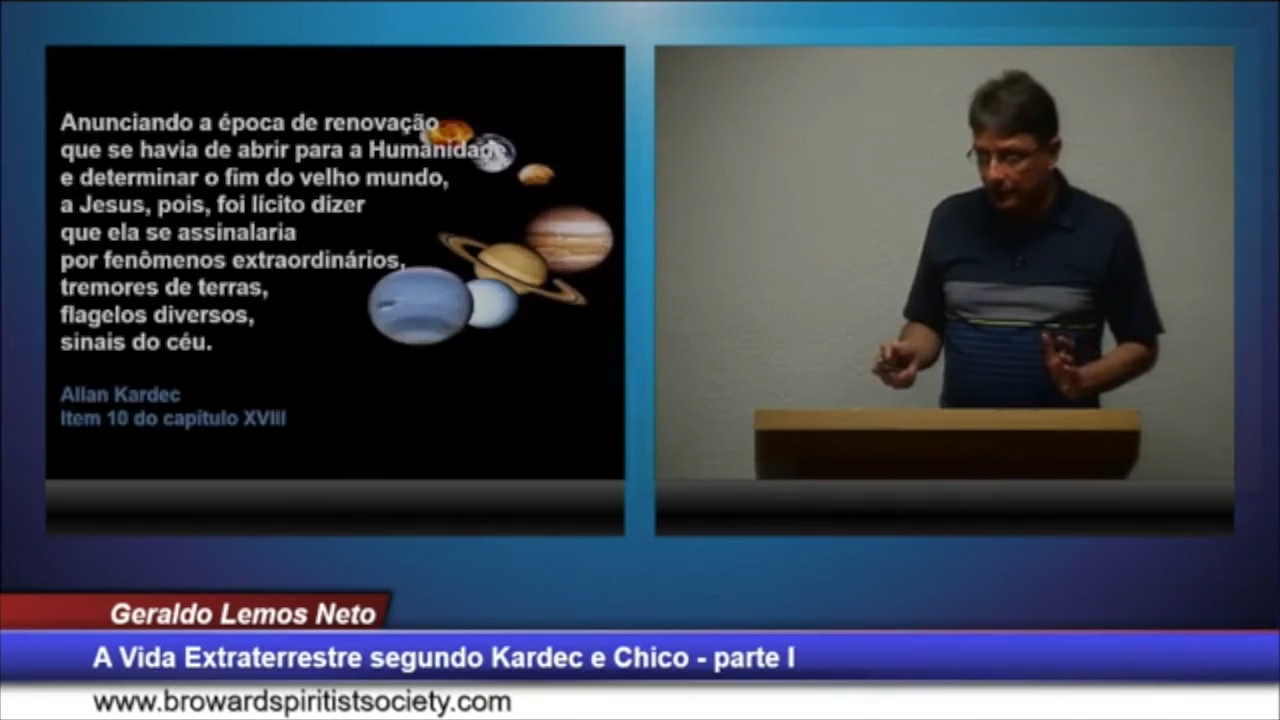 Anunciando a época de renovação
que se havia de abrir para a Humanidade
e determinar o fim do velho mundo,
a Jesus, pois, foi lícito dizer
que ela se assinalaria
por fenômenos extraordinários,
tremores de terras,
flagelos diversos,
sinais do céu.
Allan Kardec
Item 10 do capítulo XVIII
Geraldo Lemos Neto
A Vida Extraterrestre segundo Kardec e Chico - parte I
www.browardspiritistsociety.com